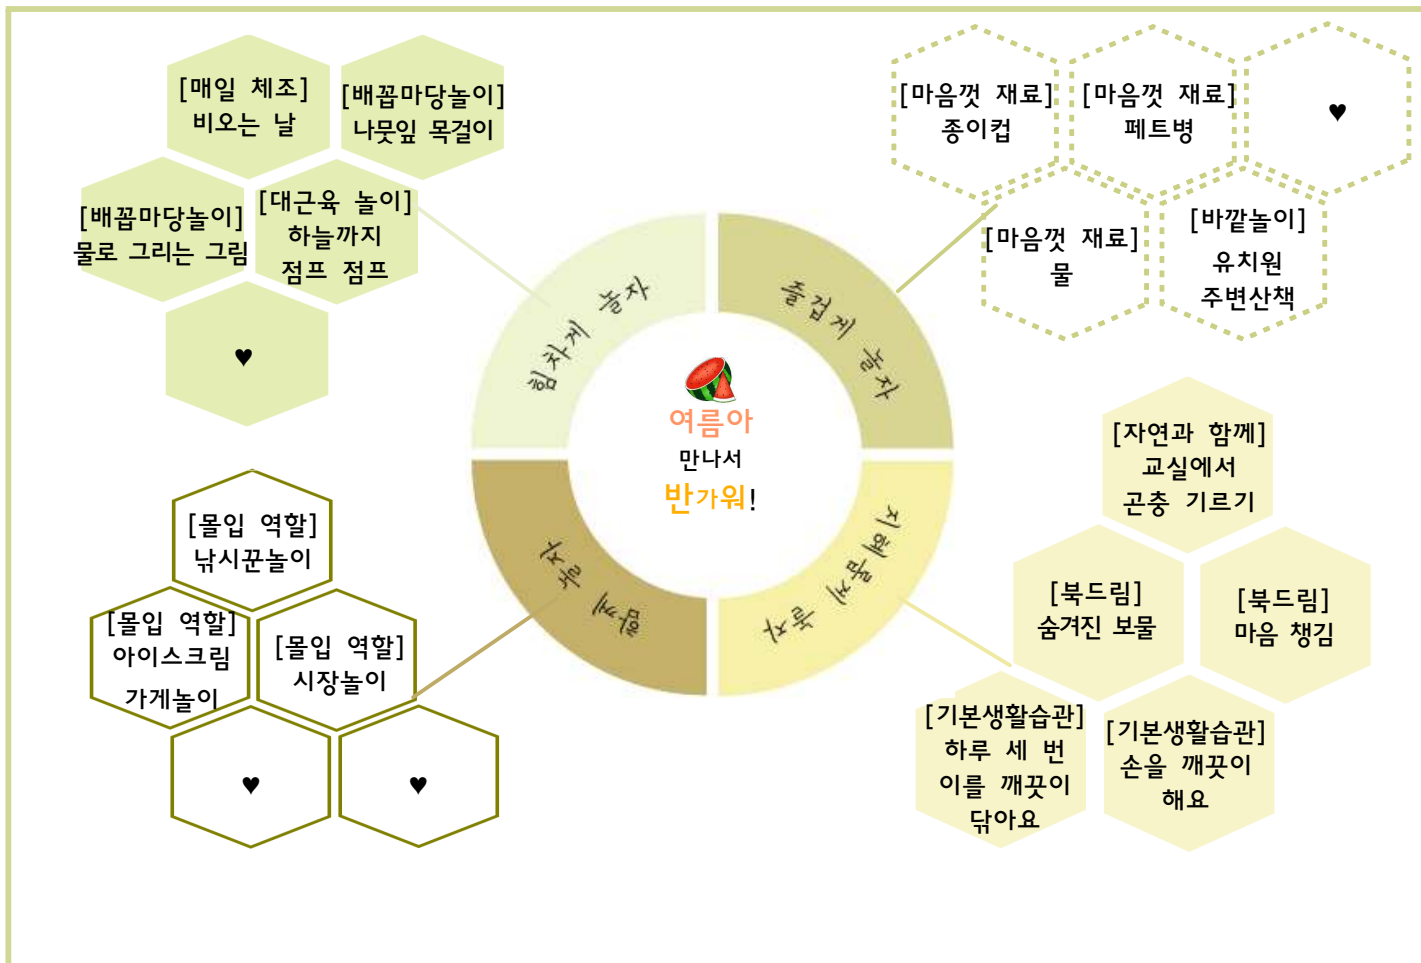 [매일 체조]
비오는 날
[배꼽마당놀이]
나뭇잎 목걸이
[배꼽마당놀이]
물로 그리는 그림
[대근육 놀이]
하늘까지
점프 점프
♥
[마음껏 재료]
종이컵
[마음껏 재료]
페트병
♥
[마음껏 재료]
물
[바깥놀이]
유치원
주변산책
힘차게 놀자
즐겁게 놀자
여름아
만나서
반가워!
함께 놀자
지혜롭게 놀자
[몰입 역할]
낚시꾼놀이
[몰입 역할]
아이스크림
가게놀이
[몰입 역할]
시장놀이
♥
♥
[자연과 함께]
교실에서
곤충 기르기
[북드림]
숨겨진 보물
[북드림]
마음 챙김
[기본생활습관]
하루 세 번
이를 깨끗이
닦아요
[기본생활습관]
손을 깨끗이
해요